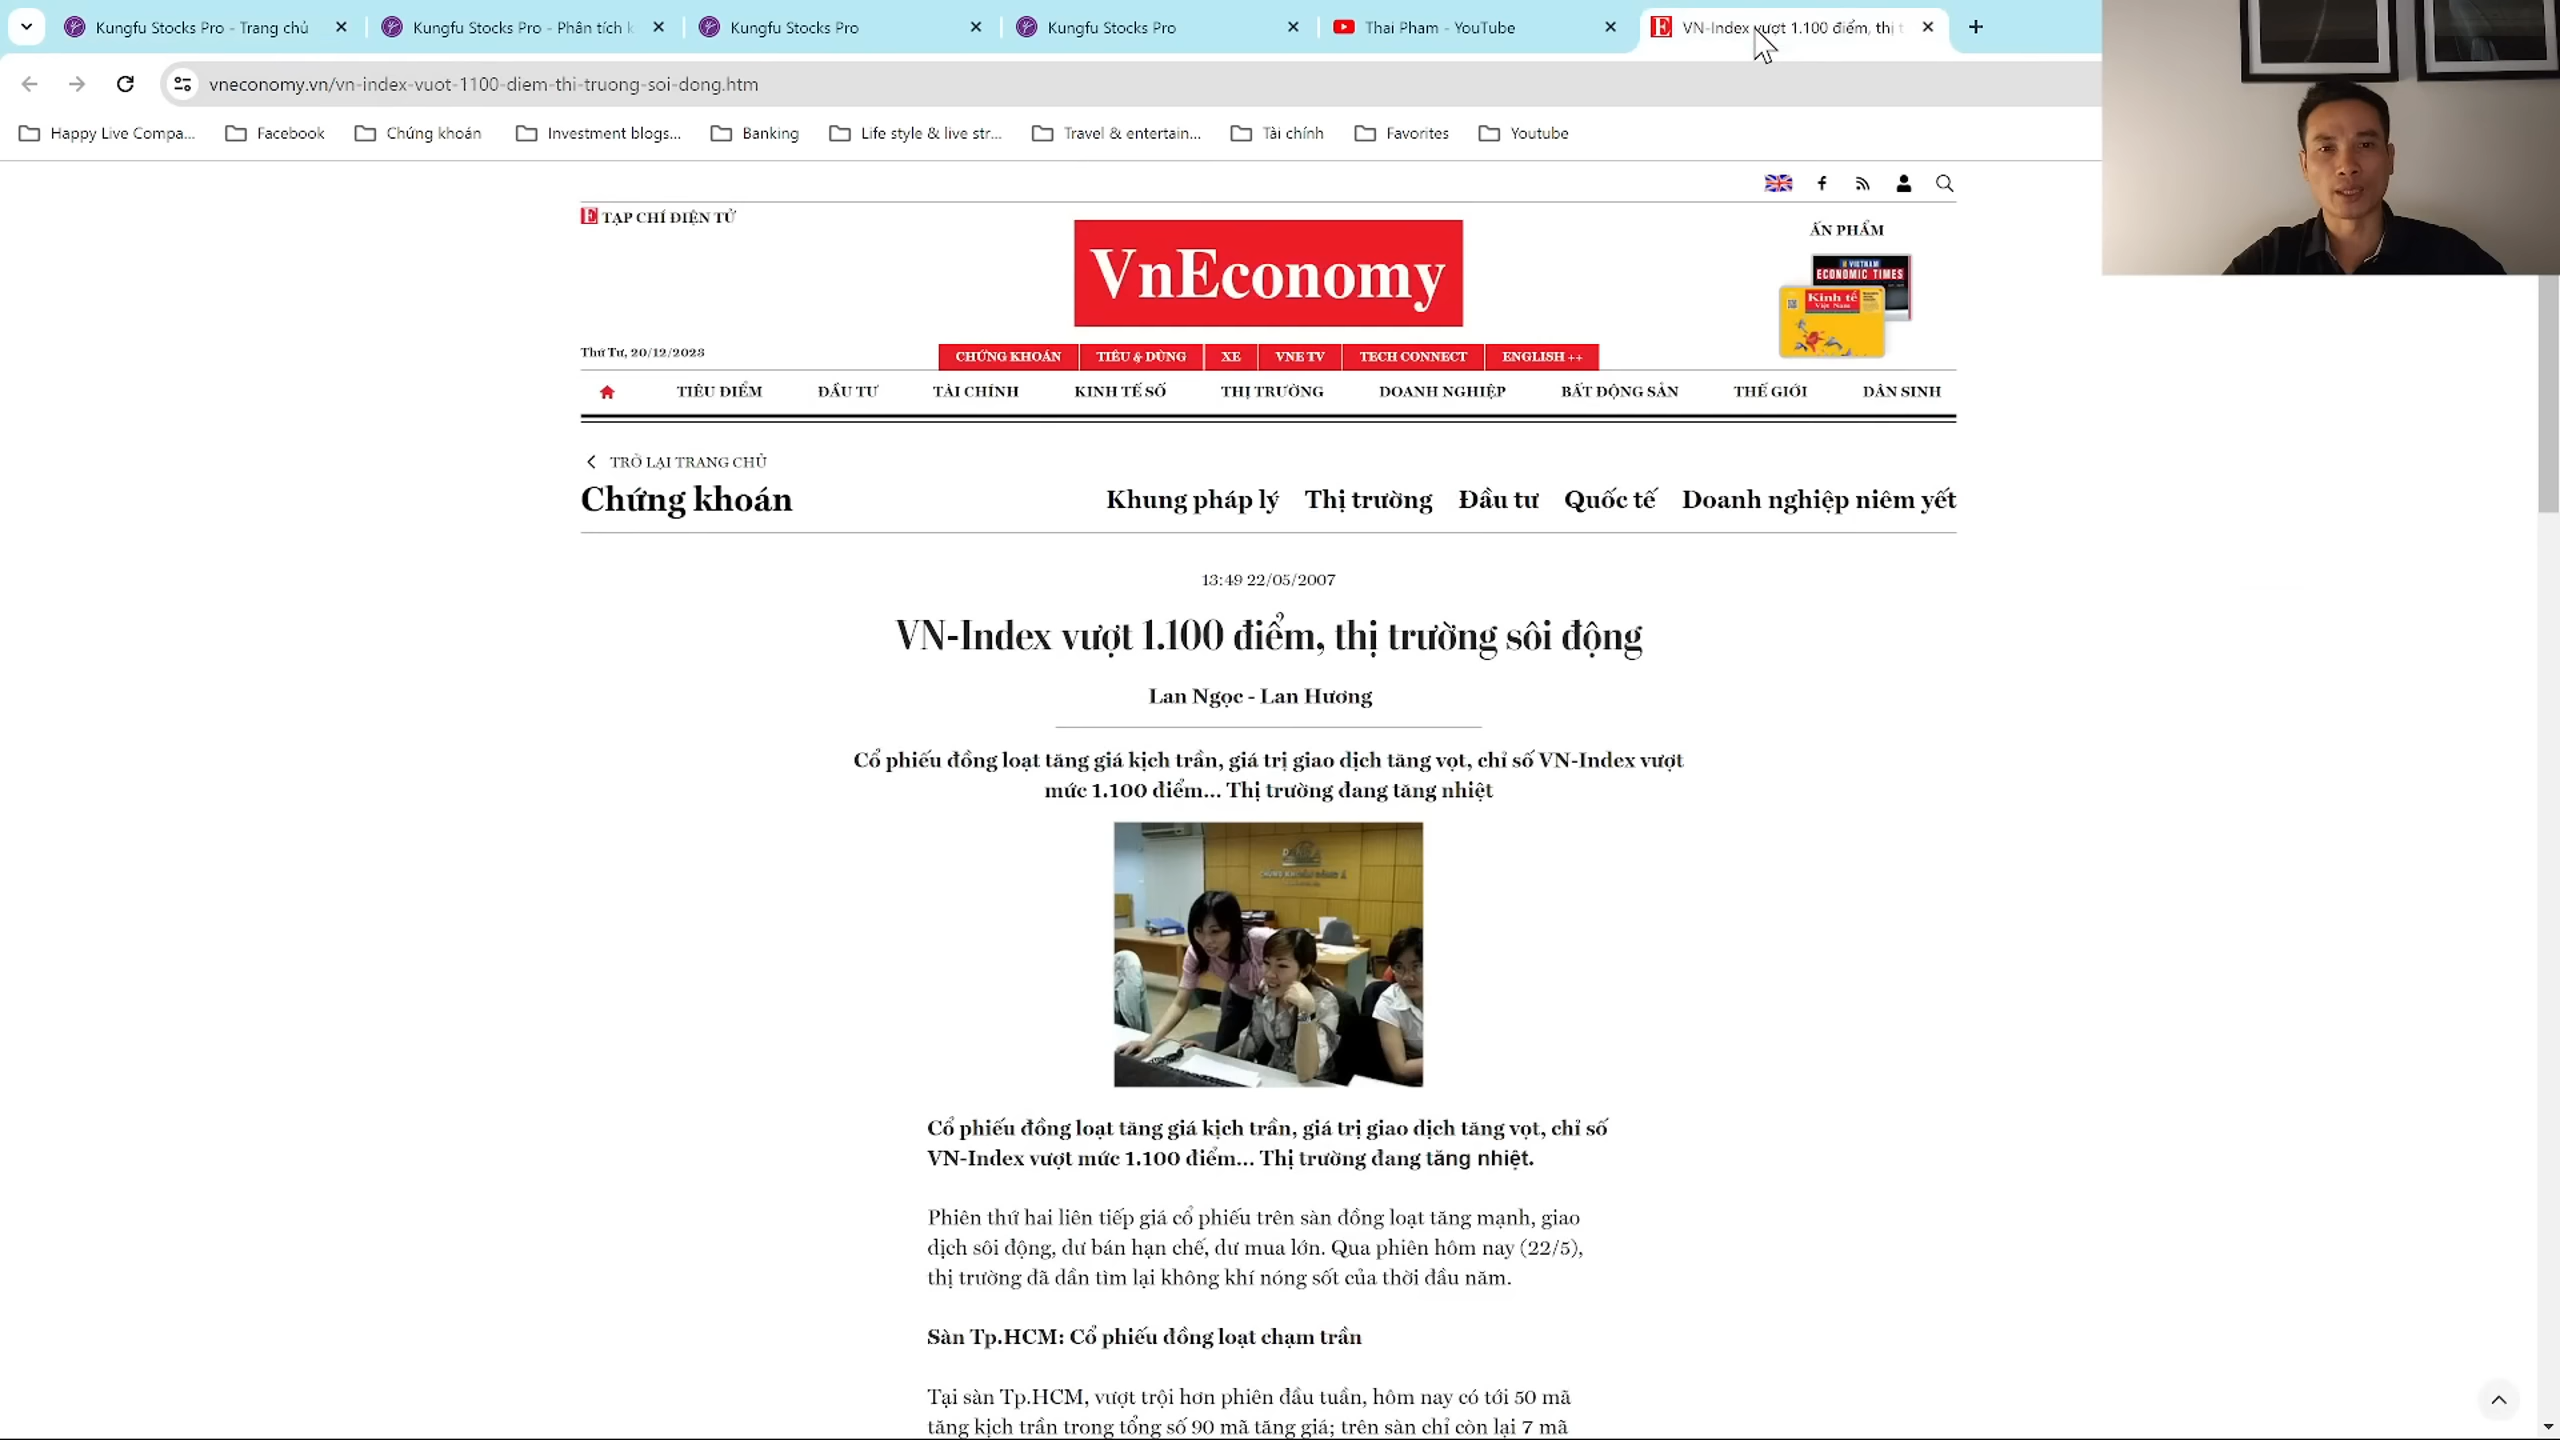 Kungfu Stocks Pro - Trang chủ
Kungfu Stocks Pro - Phân tích k
Kungfu Stocks Pro
Kungfu Stocks Pro
Thai Pham - YouTube
VN-Index vượt 1.100 điểm, thị t
vneconomy.vn/vn-index-vuot-1100-diem-thi-truong-soi-dong.htm
Happy Live Compa...
Facebook
Chứng khoán
Investment blogs...
Banking
Life style & live str...
Travel & entertain...
Tài chính
Favorites
Youtube
E TẠP CHÍ ĐIỆN TỬ
VnEconomy
ẤN PHẨM
VIETNAM
ECONOMIC TIMES
Kinh tế
Việt Nam
Thứ Tư, 20/12/2023
CHỨNG KHOÁN
TIÊU & DÙNG
XE
VNE TV
TECH CONNECT
ENGLISH ++
TIÊU ĐIỂM
ĐẦU TƯ
TÀI CHÍNH
KINH TẾ SỐ
THỊ TRƯỜNG
DOANH NGHIỆP
BẤT ĐỘNG SẢN
THẾ GIỚI
DÂN SINH
TRỞ LẠI TRANG CHỦ
Chứng khoán
Khung pháp lý
Thị trường
Đầu tư
Quốc tế
Doanh nghiệp niêm yết
13:49 22/05/2007
VN-Index vượt 1.100 điểm, thị trường sôi động
Lan Ngọc - Lan Hương
Cổ phiếu đồng loạt tăng giá kịch trần, giá trị giao dịch tăng vọt, chỉ số VN-Index vượt
mức 1.100 điểm... Thị trường đang tăng nhiệt
Cổ phiếu đồng loạt tăng giá kịch trần, giá trị giao dịch tăng vọt, chỉ số
VN-Index vượt mức 1.100 điểm... Thị trường đang tăng nhiệt.
Phiên thứ hai liên tiếp giá cổ phiếu trên sàn đồng loạt tăng mạnh, giao
dịch sôi động, dư bán hạn chế, dư mua lớn. Qua phiên hôm nay (22/5),
thị trường đã dần tìm lại không khí nóng sốt của thời đầu năm.
Sàn Tp.HCM: Cổ phiếu đồng loạt chạm trần
Tại sàn Tp.HCM, vượt trội hơn phiên đầu tuần, hôm nay có tới 50 mã
tăng kịch trần trong tổng số 90 mã tăng giá; trên sàn chỉ còn lại 7 mã